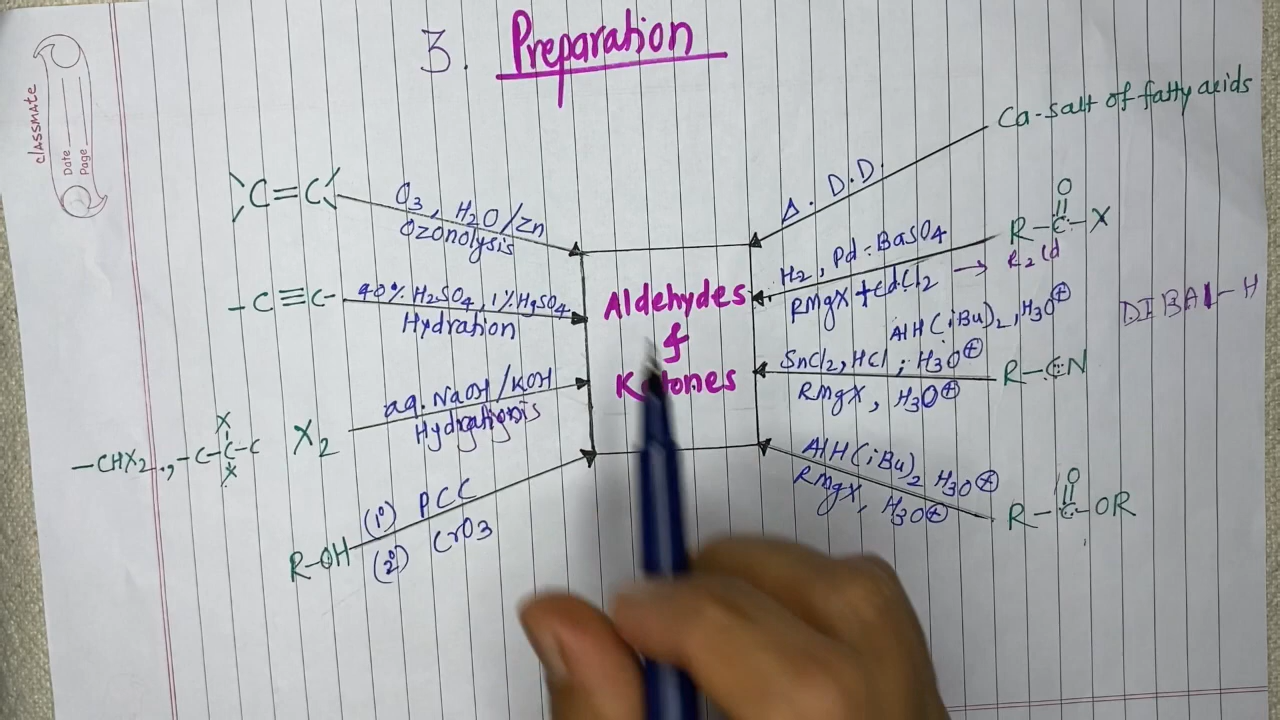 3. Preparation
classmate
Date
Page
Ca-salt of fatty acids
Δ. D.D.
>C=C<
O3, H2O/Zn
Ozonolysis
O
R-C-X
H2, Pd-BaSO4
RMgX + CdCl2 → R2Cd
-C≡C-
40% H2SO4, 1% HgSO4
Hydration
Aldehydes
&
Ketones
AlH(iBu)2, H3O⊕
DIBAL-H
SnCl2, HCl ; H3O⊕
R-C≡N
RMgX, H3O⊕
aq. NaOH/KOH
X
-CHX2, -C-C-C
X
X2
AlH(iBu)2 H3O⊕
RMgX, H3O⊕
O
R-C-OR
R-OH
(1°) PCC
(2°) CrO3